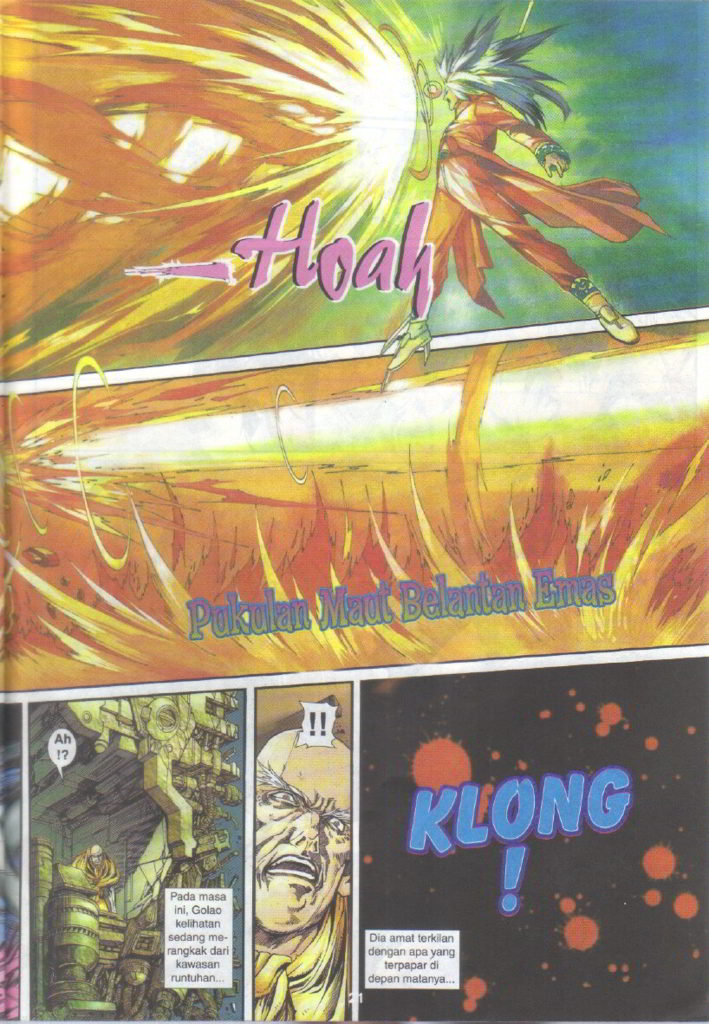 Hoah
Pukulan Maut Belantan Emas
Ah
!?
Pada masa
ini, Golao
kelihatan
sedang me-
rangkak dari
kawasan
runtuhan...
!!
KLONG
!
Dia amat terkilan
dengan apa yang
terpapar di
depan matanya...
21